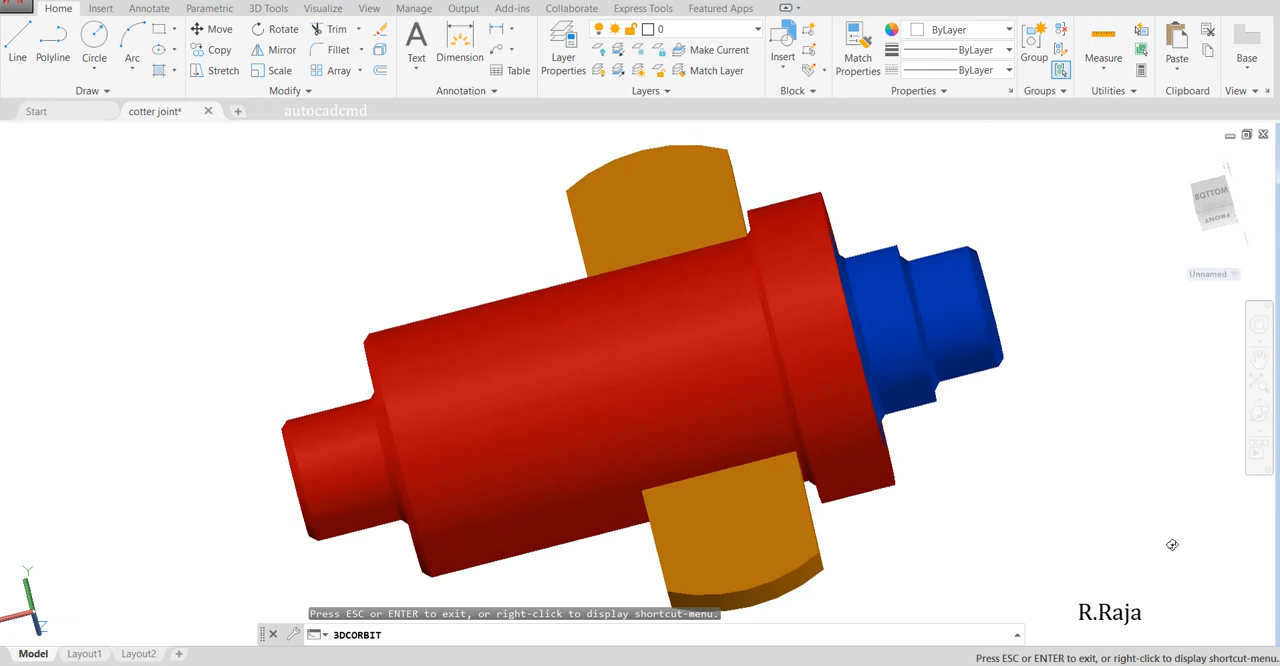 Home Insert Annotate Parametric 3D Tools Visualize View Manage Output Add-ins Collaborate Express Tools Featured Apps
Line Polyline Circle Arc
Move Rotate Trim
Copy Mirror Fillet
Stretch Scale Array
Text Dimension Table
Layer Properties
0
Make Current
Match Layer
Insert
Match Properties
ByLayer
ByLayer
ByLayer
Group
Measure
Paste
Base
Draw Modify Annotation Layers Block Properties Groups Utilities Clipboard View
Start cotter joint* autocadcmd
BOTTOM
FRONT
Unnamed
Y
Z
R.Raja
Press ESC or ENTER to exit, or right-click to display shortcut-menu.
3DCORBIT
Model Layout1 Layout2
Press ESC or ENTER to exit, or right-click to display shortcut-menu.